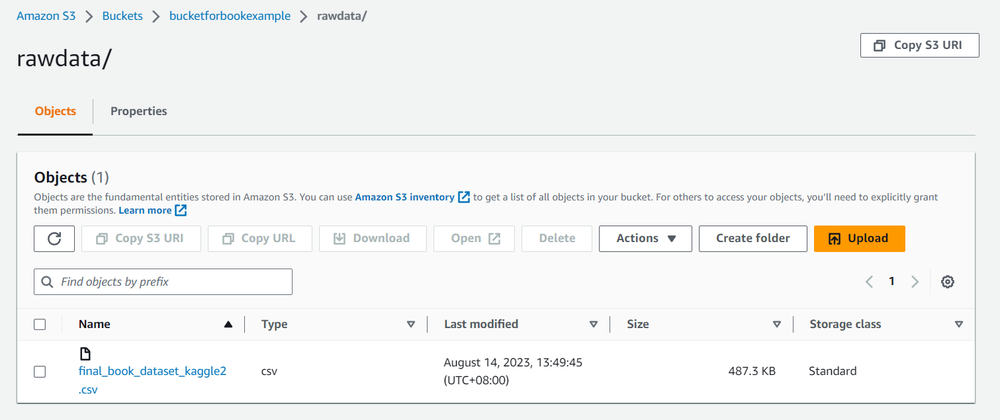 Amazon S3 > Buckets > bucketforbookexample > rawdata/
Copy S3 URI
rawdata/
Objects Properties
Objects (1)
Objects are the fundamental entities stored in Amazon S3. You can use Amazon S3 inventory to get a list of all objects in your bucket. For others to access your objects, you'll need to explicitly grant
them permissions. Learn more
Copy S3 URI Copy URL Download Open Delete Actions Create folder Upload
Find objects by prefix
1
Name Type Last modified Size Storage class
final_book_dataset_kaggle2
.csv
csv
August 14, 2023, 13:49:45
(UTC+08:00)
487.3 KB
Standard